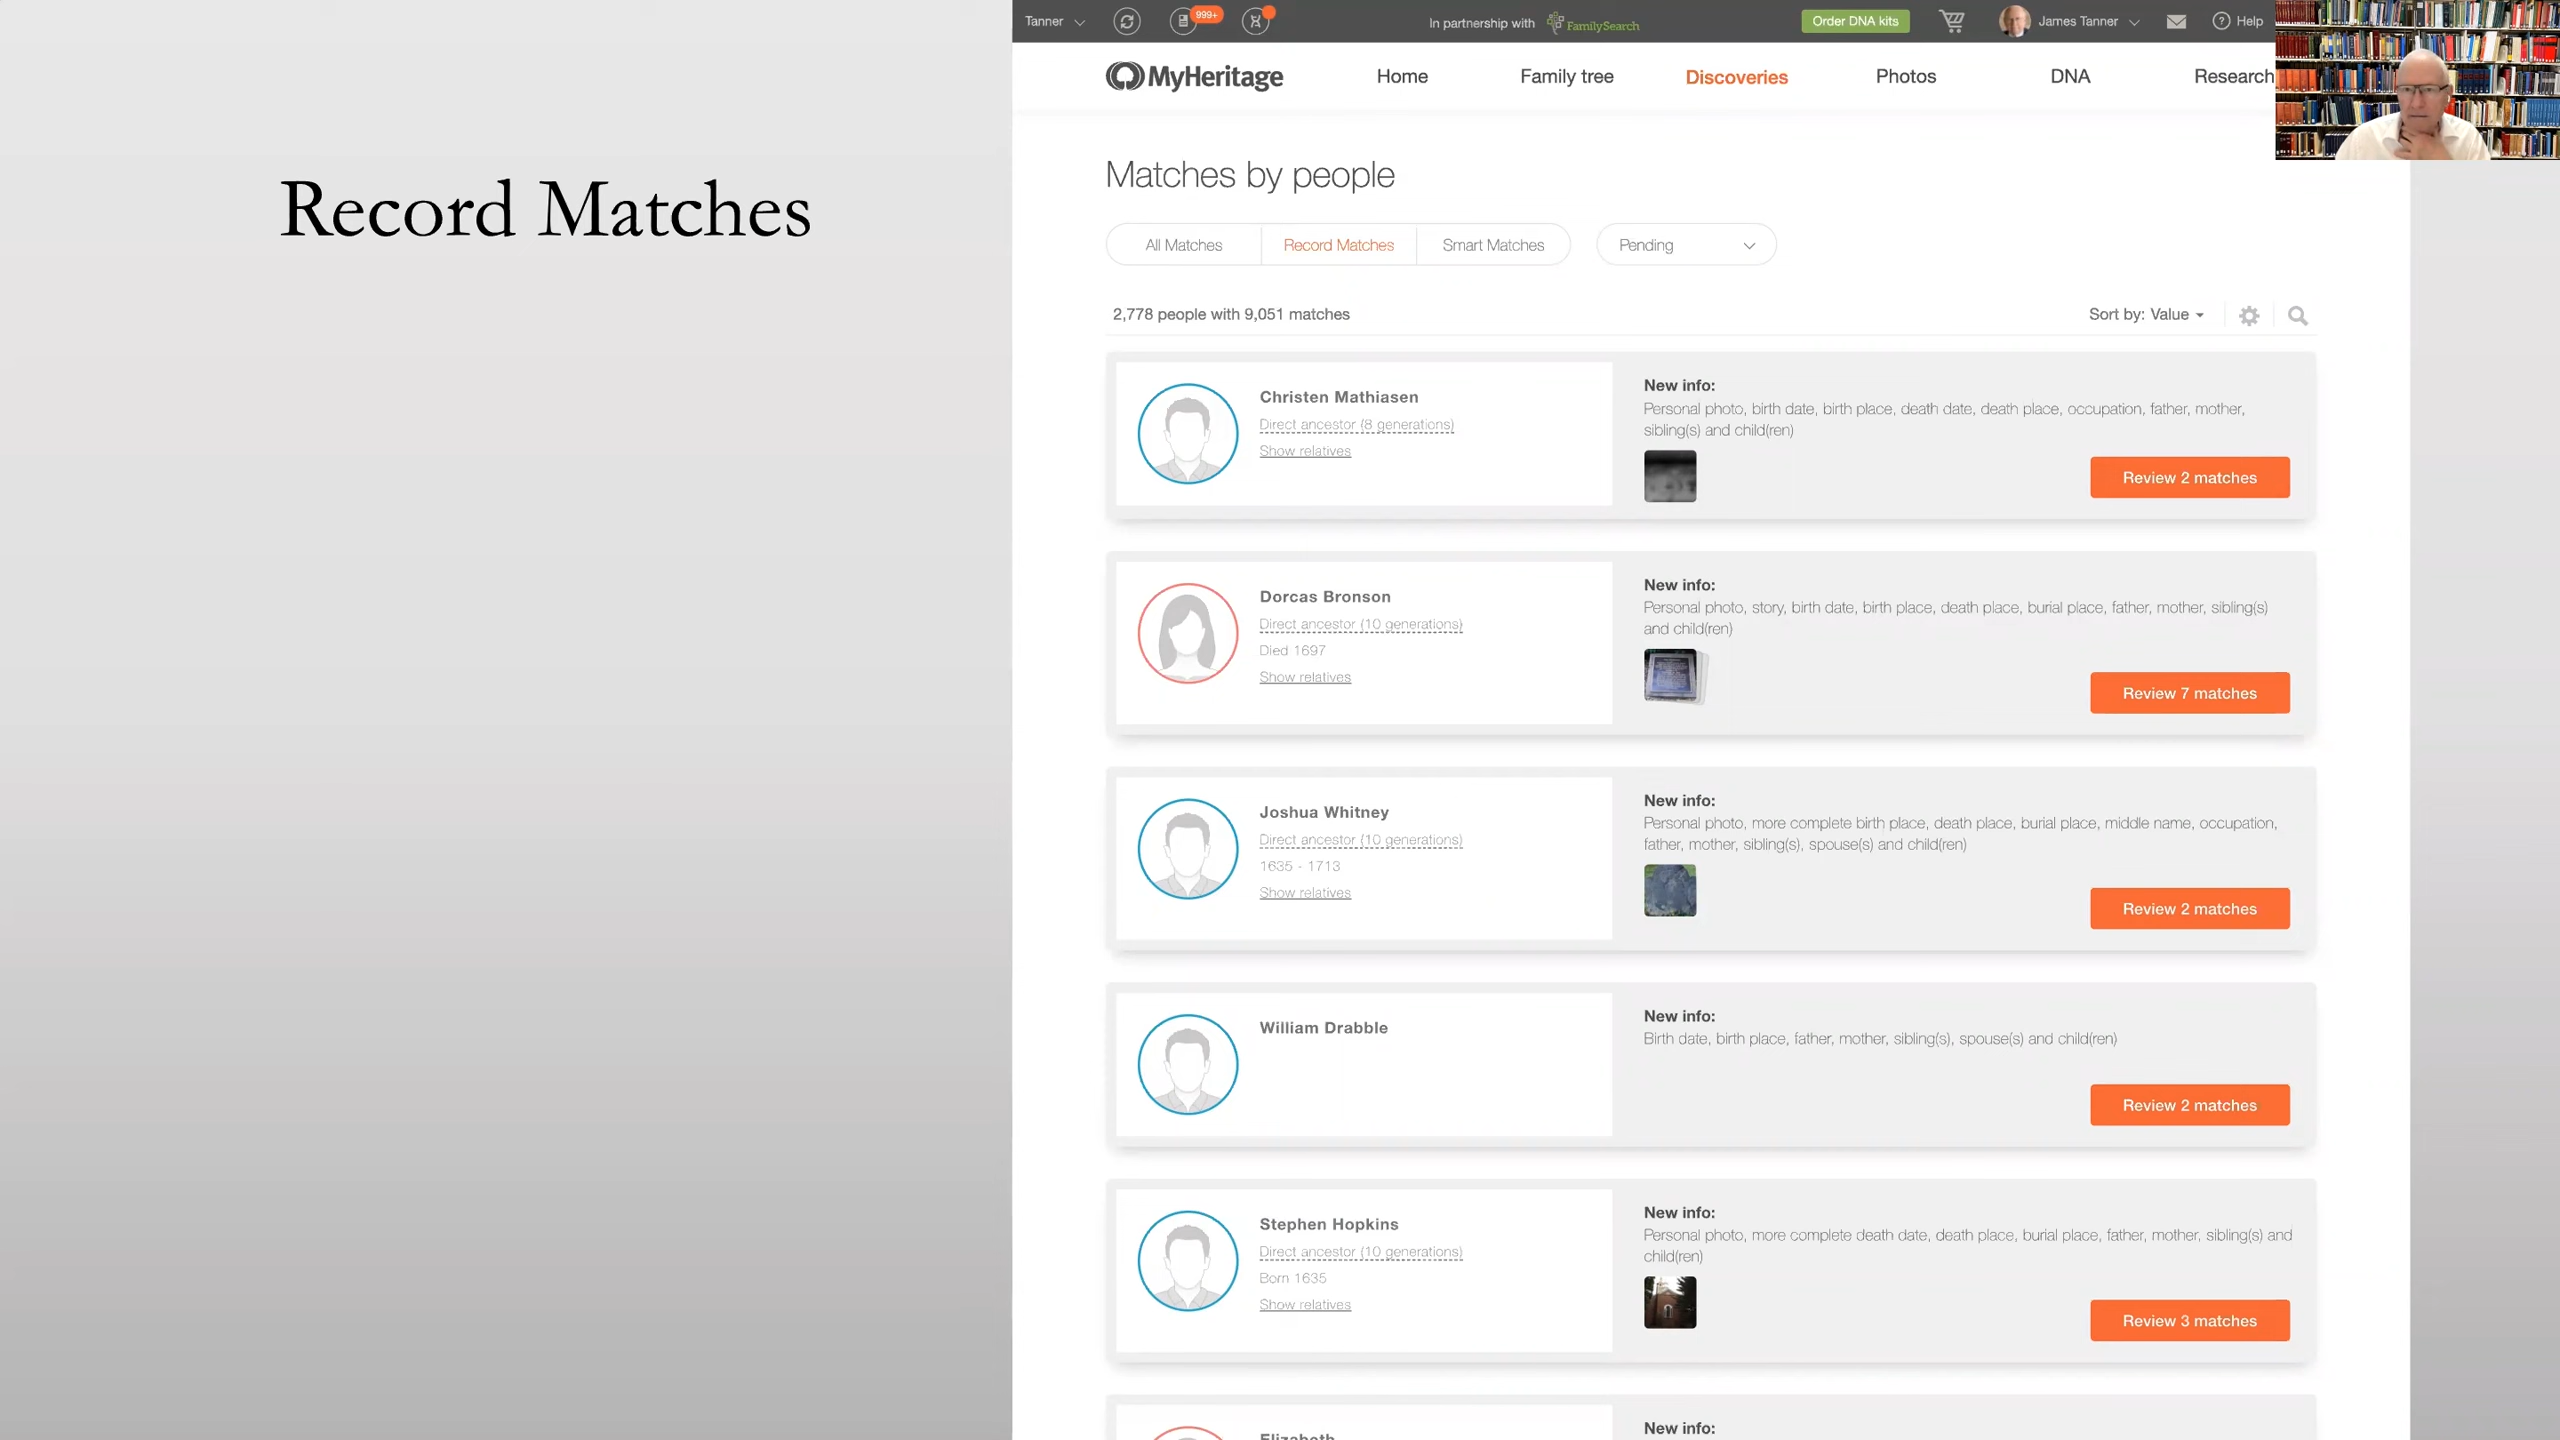 Record Matches
Tanner
999+
In partnership with FamilySearch
Order DNA kits
James Tanner
Help
MyHeritage
Home
Family tree
Discoveries
Photos
DNA
Research
Matches by people
All Matches
Record Matches
Smart Matches
Pending
2,778 people with 9,051 matches
Sort by: Value
Christen Mathiasen
Direct ancestor (8 generations)
Show relatives
New info:
Personal photo, birth date, birth place, death date, death place, occupation, father, mother,
sibling(s) and child(ren)
Review 2 matches
Dorcas Bronson
Direct ancestor (10 generations)
Died 1697
Show relatives
New info:
Personal photo, story, birth date, birth place, death place, burial place, father, mother, sibling(s)
and child(ren)
Review 7 matches
Joshua Whitney
Direct ancestor (10 generations)
1635 - 1713
Show relatives
New info:
Personal photo, more complete birth place, death place, burial place, middle name, occupation,
father, mother, sibling(s), spouse(s) and child(ren)
Review 2 matches
William Drabble
New info:
Birth date, birth place, father, mother, sibling(s), spouse(s) and child(ren)
Review 2 matches
Stephen Hopkins
Direct ancestor (10 generations)
Born 1635
Show relatives
New info:
Personal photo, more complete death date, death place, burial place, father, mother, sibling(s) and
child(ren)
Review 3 matches
Elizabeth
New info: